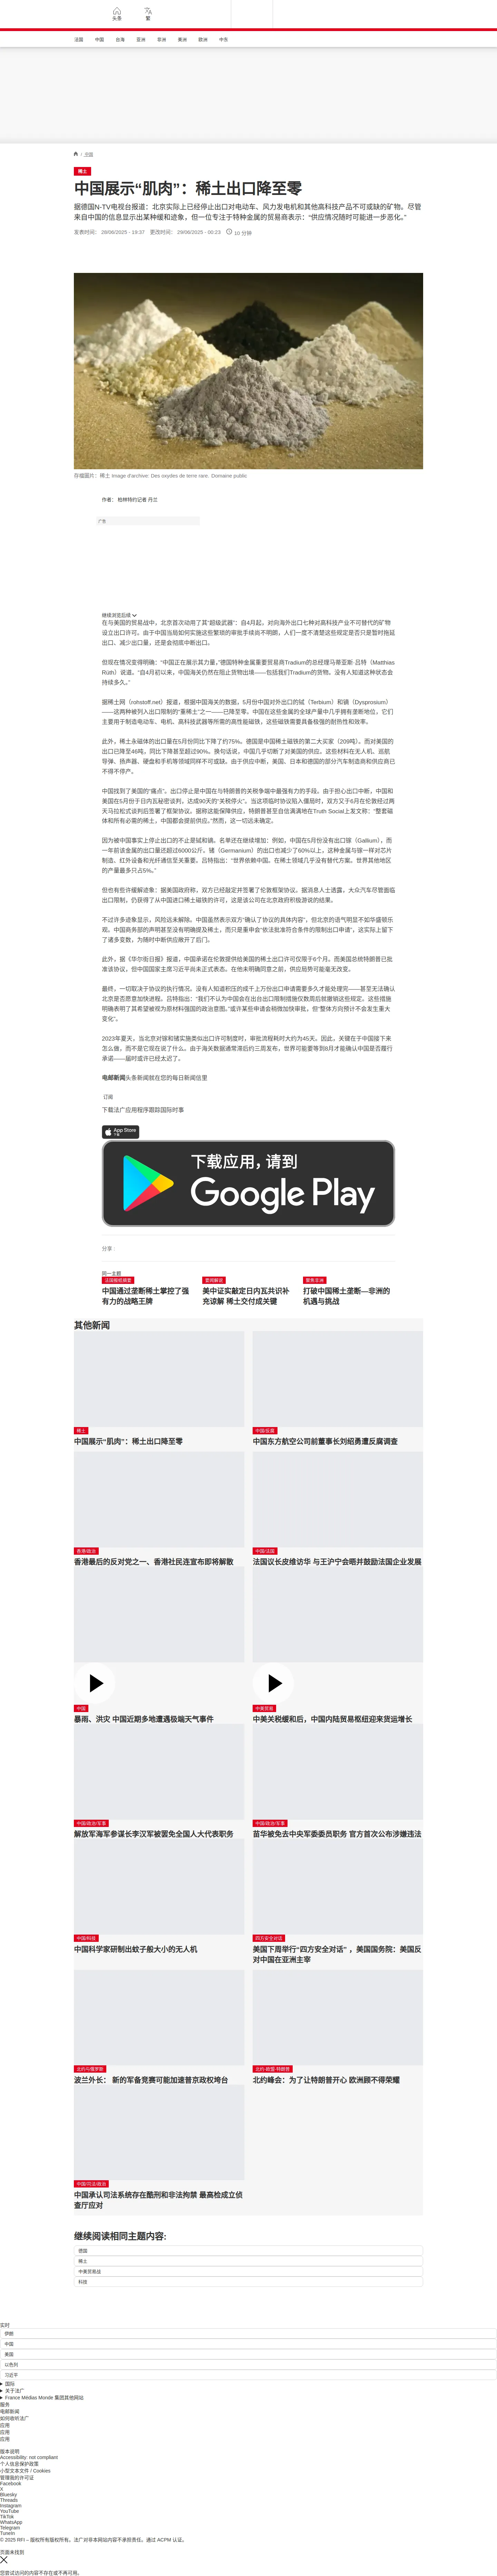 头条
繁
法国
中国
台海
亚洲
非洲
美洲
欧洲
中东
中国
稀土
中国展示“肌肉”：稀土出口降至零
据德国N-TV电视台报道：北京实际上已经停止出口对电动车、风力发电机和其他高科技产品不可或缺的矿物。尽管
来自中国的信息显示出某种缓和迹象，但一位专注于特种金属的贸易商表示：“供应情况随时可能进一步恶化。”
发表时间： 28/06/2025 - 19:37 更改时间： 29/06/2025 - 00:23 10 分钟
存档图片：稀土 Image d'archive: Des oxydes de terre rare. Domaine public
作者： 柏林特约记者 丹兰
广告
继续浏览后续
在与美国的贸易战中，北京首次动用了其“超级武器”：自4月起，对向海外出口七种对高科技产业不可替代的矿物
设立出口许可。由于中国当局如何实施这些繁琐的审批手续尚不明朗，人们一度不清楚这些规定是否只是暂时拖延
出口、减少出口量，还是会彻底中断出口。
但现在情况变得明确：“中国正在展示其力量，”德国特种金属重要贸易商Tradium的总经理马蒂亚斯·吕特（Matthias
Rüth）说道。“自4月初以来，中国海关仍然在阻止货物出境——包括我们Tradium的货物。没有人知道这种状态会
持续多久。”
据稀土网（rohstoff.net）报道，根据中国海关的数据，5月份中国对外出口的铽（Terbium）和镝（Dysprosium）
——这两种被列入出口限制的“重稀土”之一——已降至零。中国在这些金属的全球产量中几乎拥有垄断地位，它们
主要用于制造电动车、电机、高科技武器等所需的高性能磁铁，这些磁铁需要具备极强的耐热性和效率。
此外，稀土永磁体的出口量在5月份同比下降了约75%。德国是中国稀土磁铁的第二大买家（209吨）。而对美国的
出口已降至46吨，同比下降甚至超过90%。换句话说，中国几乎切断了对美国的供应。这些材料在无人机、巡航
导弹、扬声器、硬盘和手机等领域同样不可或缺。由于供应中断，美国、日本和德国的部分汽车制造商和供应商已
不得不停产。
中国找到了美国的“痛点”。出口停止是中国在与特朗普的关税争端中最强有力的手段。由于担心出口中断，中国和
美国在5月份于日内瓦秘密谈判，达成90天的“关税停火”。当这项临时协议陷入僵局时，双方又于6月在伦敦经过两
天马拉松式谈判后签署了框架协议。据称这能保障供应，特朗普甚至自信满满地在Truth Social上发文称：“整套磁
体和所有必需的稀土，中国都会提前供应。”然而，这一切远未确定。
因为被中国事实上停止出口的不止是铽和镝。名单还在继续增加：例如，中国在5月份没有出口镓（Gallium），而
一年前该金属的出口量还超过6000公斤。锗（Germanium）的出口也减少了60%以上，这种金属与镓一样对芯片
制造、红外设备和光纤通信至关重要。吕特指出：“世界依赖中国。在稀土领域几乎没有替代方案。世界其他地区
的产量最多只占5%。”
但也有些许缓解迹象：据美国政府称，双方已经敲定并签署了伦敦框架协议。据消息人士透露，大众汽车尽管面临
出口限制，仍获得了从中国进口稀土磁铁的许可，这是该公司在北京政府积极游说的结果。
不过许多迹象显示，风险远未解除。中国虽然表示双方“确认了协议的具体内容”，但北京的语气明显不如华盛顿乐
观。中国商务部的声明甚至没有明确提及稀土，而只是重申会“依法批准符合条件的限制出口申请”，这实际上留下
了诸多变数，为随时中断供应敞开了后门。
此外，据《华尔街日报》报道，中国承诺在伦敦提供给美国的稀土出口许可仅限于6个月。而美国总统特朗普已批
准该协议，但中国国家主席习近平尚未正式表态。在他未明确同意之前，供应局势可能毫无改变。
最终，一切取决于协议的执行情况。没有人知道积压的成千上万份出口申请需要多久才能处理完——甚至无法确认
北京是否愿意加快进程。吕特指出：“我们不认为中国会在出台出口限制措施仅数周后就撤销这些规定。这些措施
明确表明了其希望被视为原材料强国的政治意图。”或许某些申请会稍微加快审批，但“整体方向预计不会发生重大
变化”。
2023年夏天，当北京对镓和锗实施类似出口许可制度时，审批流程耗时大约为45天。因此，关键在于中国接下来
怎么做，而不是它现在说了什么。由于海关数据通常滞后约三周发布，世界可能要等到8月才能确认中国是否履行
承诺——届时或许已经太迟了。
电邮新闻头条新闻就在您的每日新闻信里
订阅
下载法广应用程序跟踪国际时事
App Store
下载
下载应用，请到
Google Play
分享 :
同一主题
法国报纸摘要
中国通过垄断稀土掌控了强
有力的战略王牌
要闻解说
美中证实敲定日内瓦共识补
充谅解 稀土交付成关键
聚焦非洲
打破中国稀土垄断—非洲的
机遇与挑战
其他新闻
稀土
中国展示“肌肉”：稀土出口降至零
中国/反腐
中国东方航空公司前董事长刘绍勇遭反腐调查
香港/政治
香港最后的反对党之一、香港社民连宣布即将解散
中国/法国
法国议长皮维访华 与王沪宁会晤并鼓励法国企业发展
中国
暴雨、洪灾 中国近期多地遭遇极端天气事件
中美贸易
中美关税缓和后，中国内陆贸易枢纽迎来货运增长
中国/政治/军事
解放军海军参谋长李汉军被罢免全国人大代表职务
中国/政治/军事
苗华被免去中央军委委员职务 官方首次公布涉嫌违法
中国/科技
中国科学家研制出蚊子般大小的无人机
四方安全对话
美国下周举行“四方安全对话” ，美国国务院：美国反
对中国在亚洲主宰
北约与俄罗斯
波兰外长： 新的军备竞赛可能加速普京政权垮台
北约-欧盟-特朗普
北约峰会：为了让特朗普开心 欧洲顾不得荣耀
中国/司法/政治
中国承认司法系统存在酷刑和非法拘禁 最高检成立侦
查厅应对
继续阅读相同主题内容:
德国
稀土
中美贸易战
科技
实时
伊朗
中国
美国
以色列
习近平
国际
关于法广
France Médias Monde 集团其他网站
服务
电邮新闻
如何收听法广
应用
应用
应用
版本说明
Accessibility: not compliant
个人信息保护政策
小型文本文件 / Cookies
管理我的许可证
Facebook
X
Bluesky
Threads
Instagram
YouTube
TikTok
WhatsApp
Telegram
TuneIn
© 2025 RFI – 版权所有版权所有。法广对非本网站内容不承担责任。通过 ACPM 认证。
页面未找到
您尝试访问的内容不存在或不再可用。